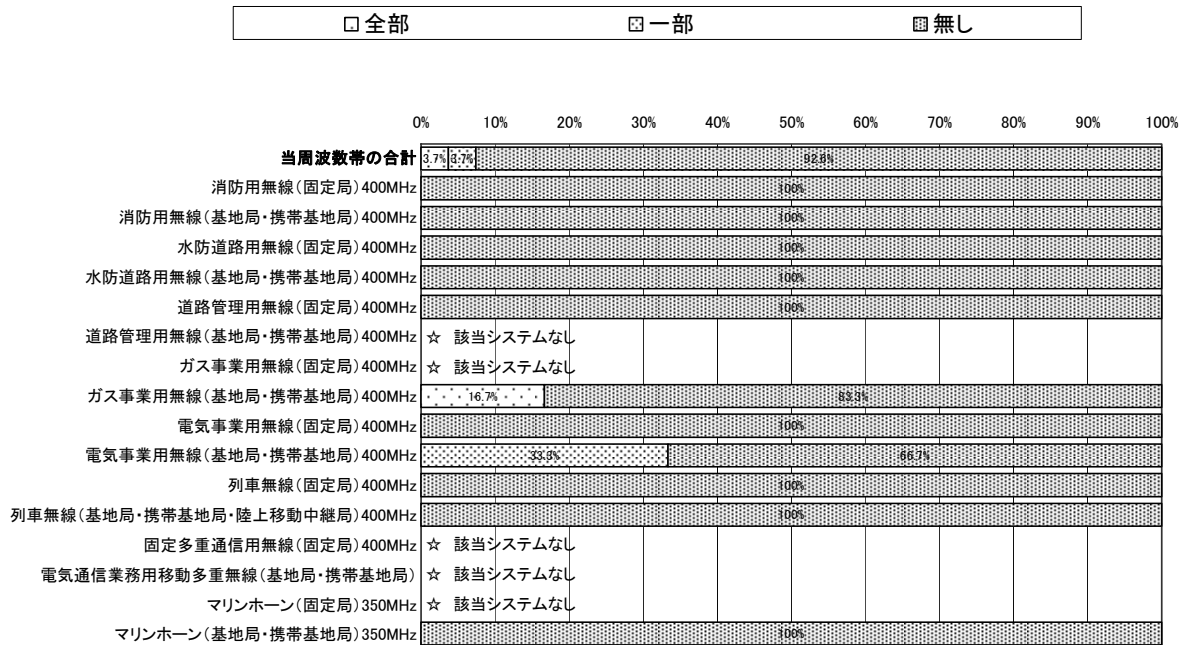 全部 一部 無し
0% 10% 20% 30% 40% 50% 60% 70% 80% 90% 100%
当周波数帯の合計 3.7% 3.7% 92.6%
消防用無線(固定局)400MHz 100%
消防用無線(基地局・携帯基地局)400MHz 100%
水防道路用無線(固定局)400MHz 100%
水防道路用無線(基地局・携帯基地局)400MHz 100%
道路管理用無線(固定局)400MHz 100%
道路管理用無線(基地局・携帯基地局)400MHz ☆ 該当システムなし
ガス事業用無線(固定局)400MHz ☆ 該当システムなし
ガス事業用無線(基地局・携帯基地局)400MHz 16.7% 83.3%
電気事業用無線(固定局)400MHz 100%
電気事業用無線(基地局・携帯基地局)400MHz 33.3% 66.7%
列車無線(固定局)400MHz 100%
列車無線(基地局・携帯基地局・陸上移動中継局)400MHz 100%
固定多重通信用無線(固定局)400MHz ☆ 該当システムなし
電気通信業務用移動多重無線(基地局・携帯基地局) ☆ 該当システムなし
マリンホーン(固定局)350MHz ☆ 該当システムなし
マリンホーン(基地局・携帯基地局)350MHz 100%